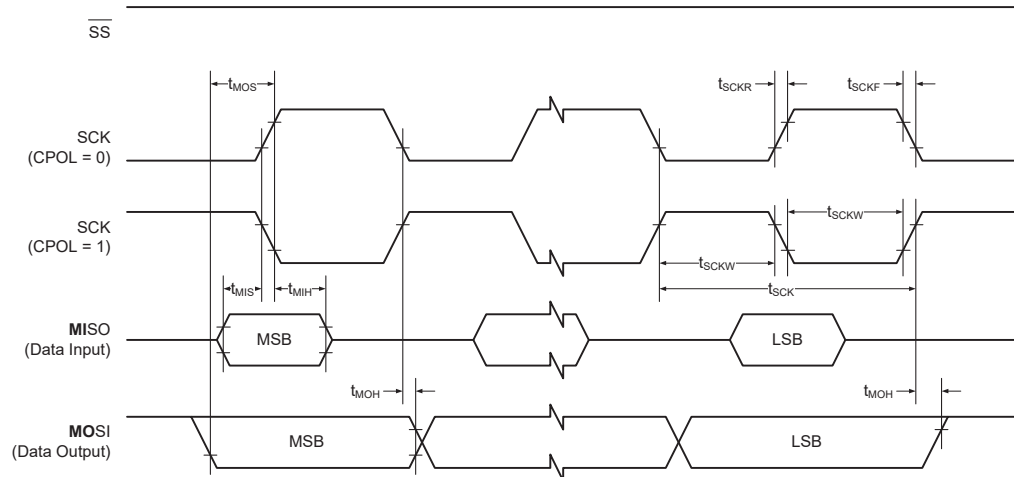 SS
tMOS
tSCKR
tSCKF
SCK
(CPOL = 0)
SCK
(CPOL = 1)
tSCKW
tSCKW
tSCK
tMIS
tMIH
MISO
(Data Input)
MSB
LSB
tMOH
tMOH
MOSI
(Data Output)
MSB
LSB